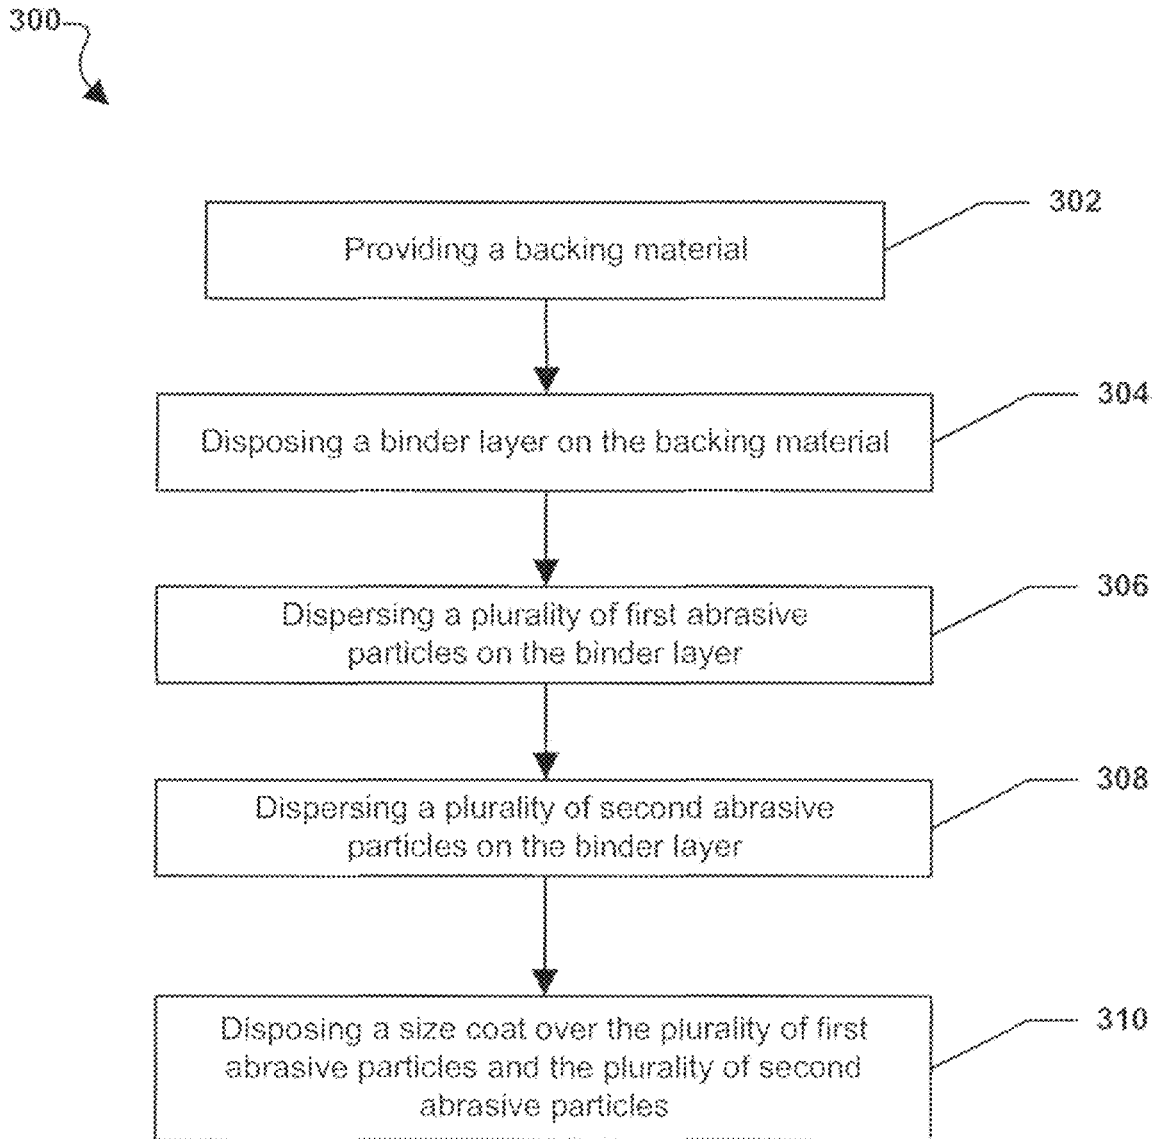 300
302
Providing a backing material
304
Disposing a binder layer on the backing material
306
Dispersing a plurality of first abrasive
particles on the binder layer
308
Dispersing a plurality of second abrasive
particles on the binder layer
310
Disposing a size coat over the plurality of first
abrasive particles and the plurality of second
abrasive particles